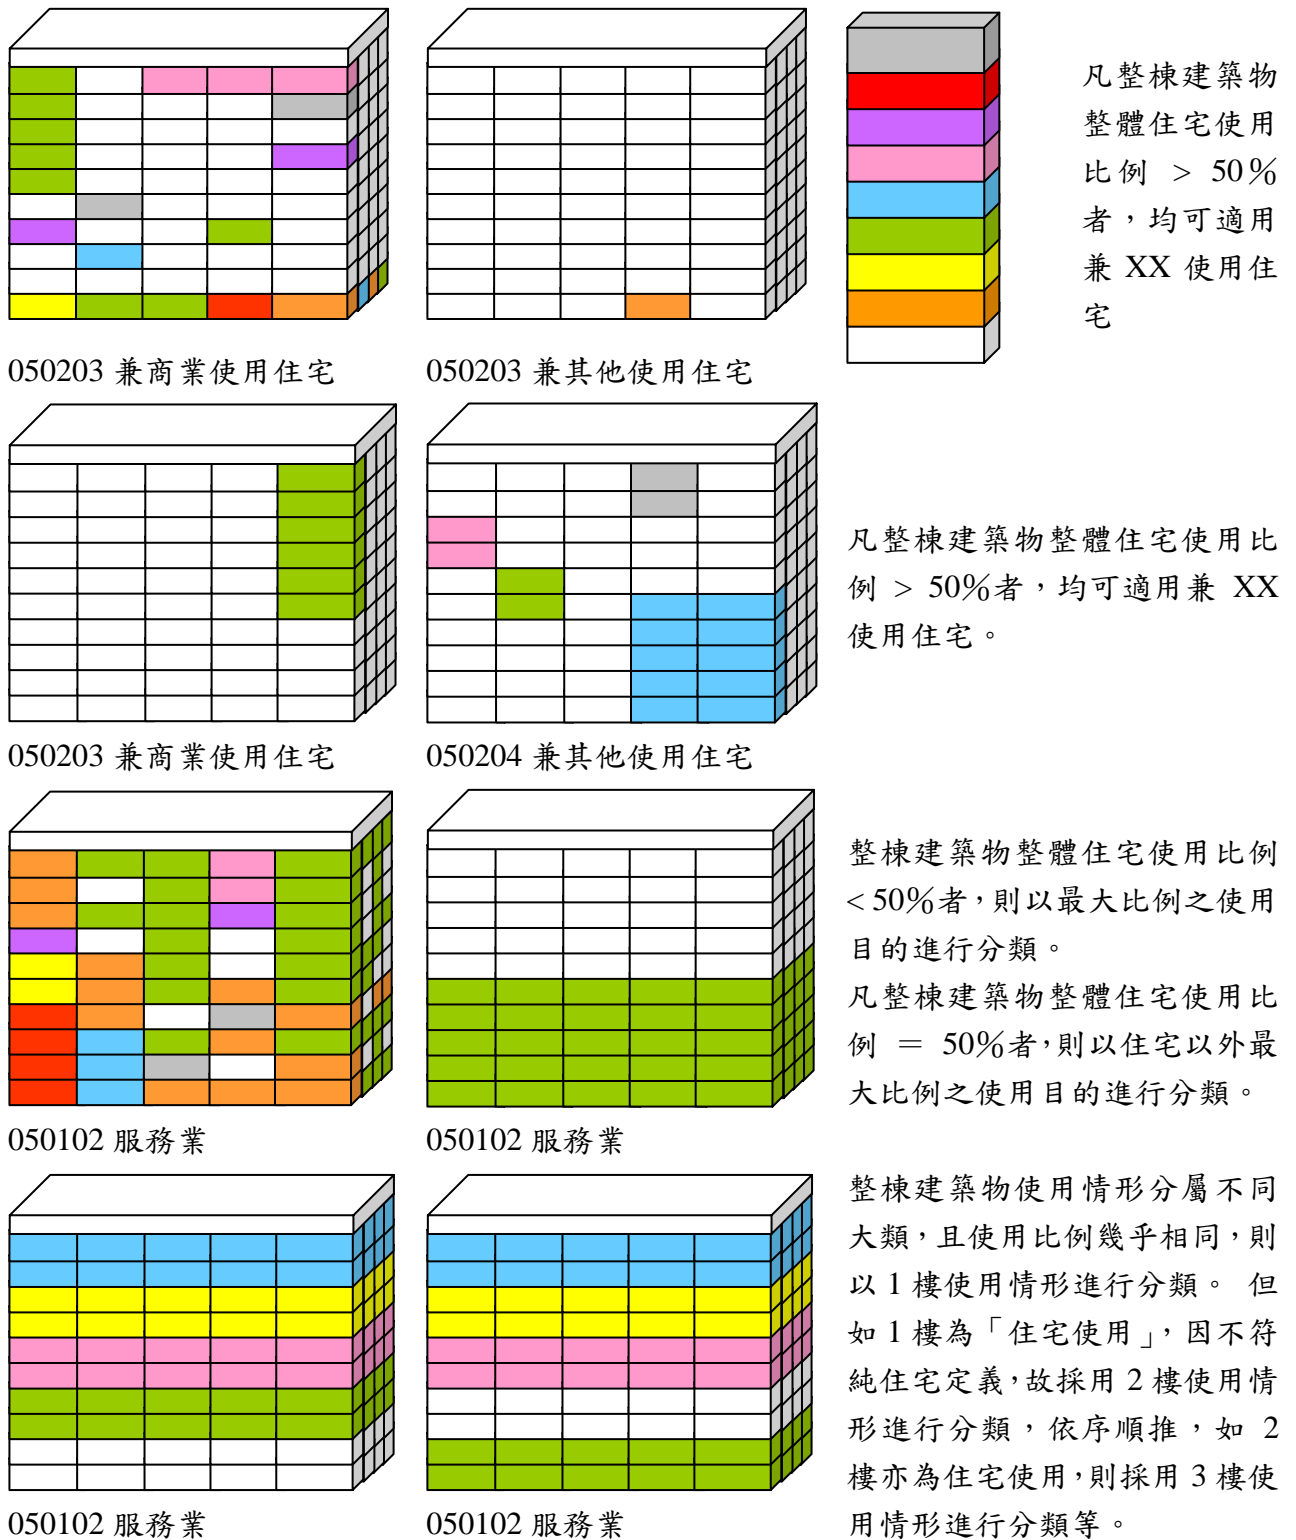 凡整棟建築物
整體住宅使用
比例 > 50%
者，均可適用
兼 XX 使用住
宅
050203 兼商業使用住宅
050203 兼其他使用住宅
凡整棟建築物整體住宅使用比
例 > 50%者，均可適用兼 XX
使用住宅。
050203 兼商業使用住宅
050204 兼其他使用住宅
整棟建築物整體住宅使用比例
< 50%者，則以最大比例之使用
目的進行分類。
凡整棟建築物整體住宅使用比
例 ＝ 50%者，則以住宅以外最
大比例之使用目的進行分類。
050102 服務業
050102 服務業
整棟建築物使用情形分屬不同
大類，且使用比例幾乎相同，則
以 1 樓使用情形進行分類。 但
如 1 樓為「住宅使用」，因不符
純住宅定義，故採用 2 樓使用情
形進行分類，依序順推，如 2
樓亦為住宅使用，則採用 3 樓使
用情形進行分類等。
050102 服務業
050102 服務業